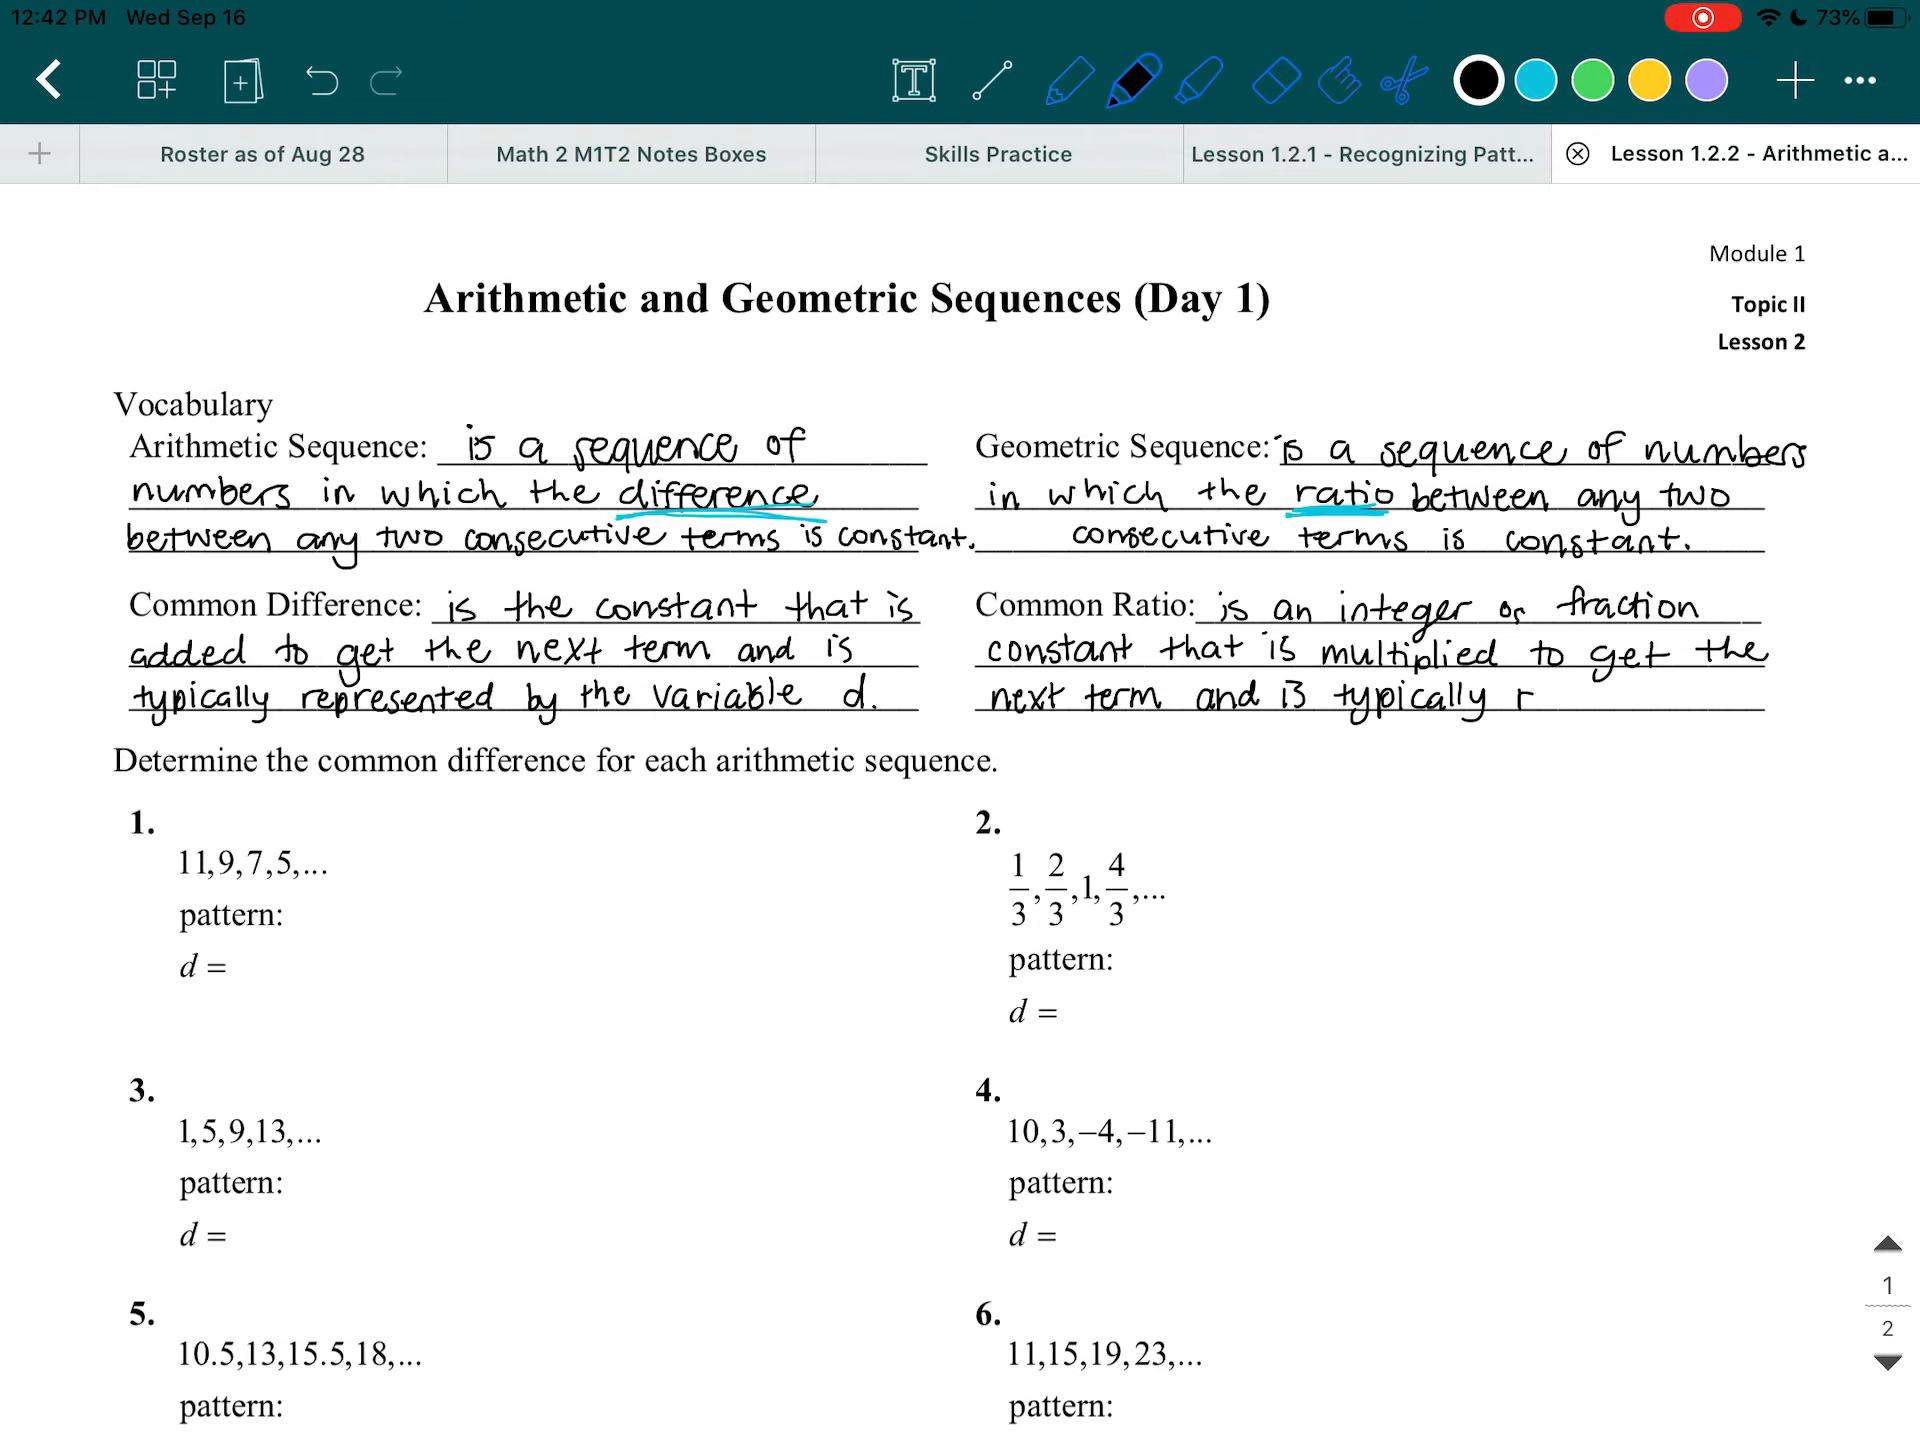 12:42 PM Wed Sep 16
73%
T
Roster as of Aug 28
Math 2 M1T2 Notes Boxes
Skills Practice
Lesson 1.2.1 - Recognizing Patt...
Lesson 1.2.2 - Arithmetic a...
Module 1
Arithmetic and Geometric Sequences (Day 1)
Topic II
Lesson 2
Vocabulary
Arithmetic Sequence: is a sequence of
numbers in which the difference
between any two consecutive terms is constant.
Geometric Sequence: is a sequence of numbers
in which the ratio between any two
consecutive terms is constant.
Common Difference: is the constant that is
added to get the next term and is
typically represented by the variable d.
Common Ratio: is an integer or fraction
constant that is multiplied to get the
next term and is typically r
Determine the common difference for each arithmetic sequence.
1.
11,9,7,5,...
pattern:
d =
2.
1/3, 2/3, 1, 4/3,...
pattern:
d =
3.
1,5,9,13,...
pattern:
d =
4.
10,3,–4,–11,...
pattern:
d =
5.
10.5,13,15.5,18,...
pattern:
6.
11,15,19,23,...
pattern:
1
2